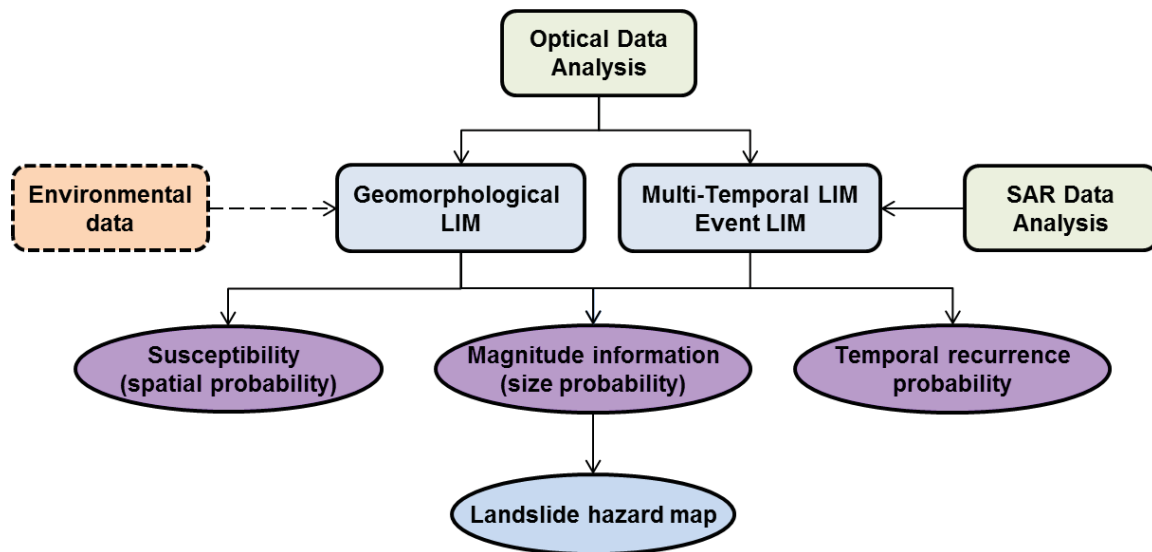 Optical Data
Analysis
Environmental
data
Geomorphological
LIM
Multi-Temporal LIM
Event LIM
SAR Data
Analysis
Susceptibility
(spatial probability)
Magnitude information
(size probability)
Temporal recurrence
probability
Landslide hazard map